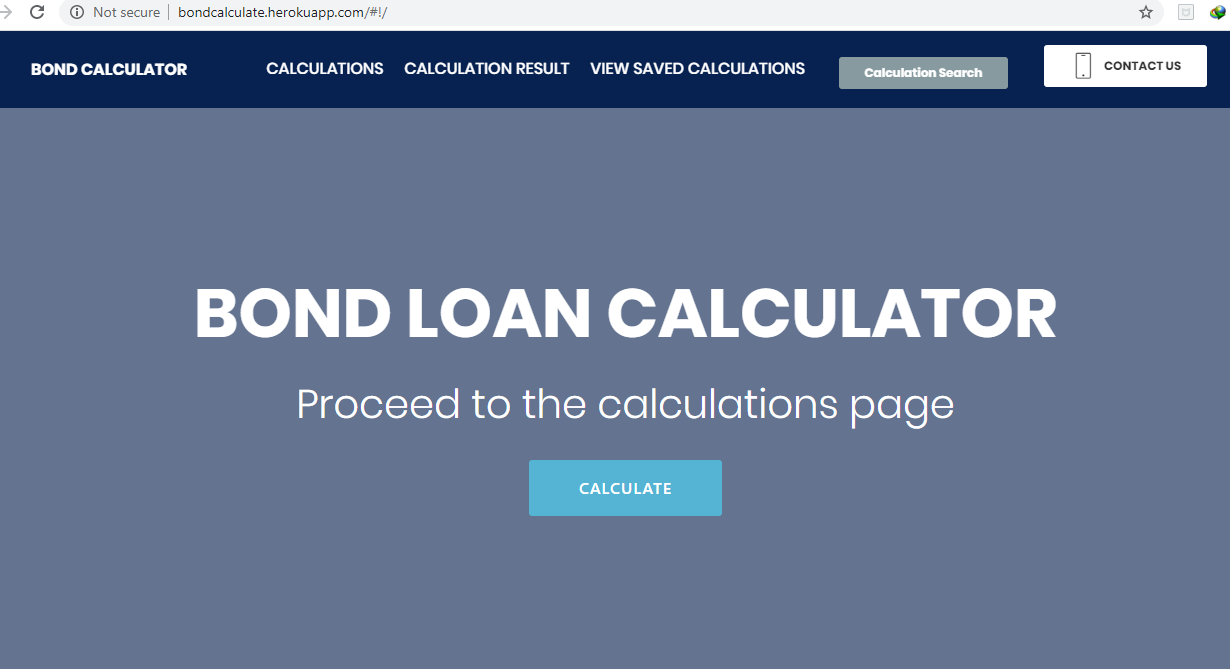 Not secure bondcalculate.herokuapp.com/#!/
BOND CALCULATOR CALCULATIONS CALCULATION RESULT VIEW SAVED CALCULATIONS Calculation Search CONTACT US
BOND LOAN CALCULATOR
Proceed to the calculations page
CALCULATE